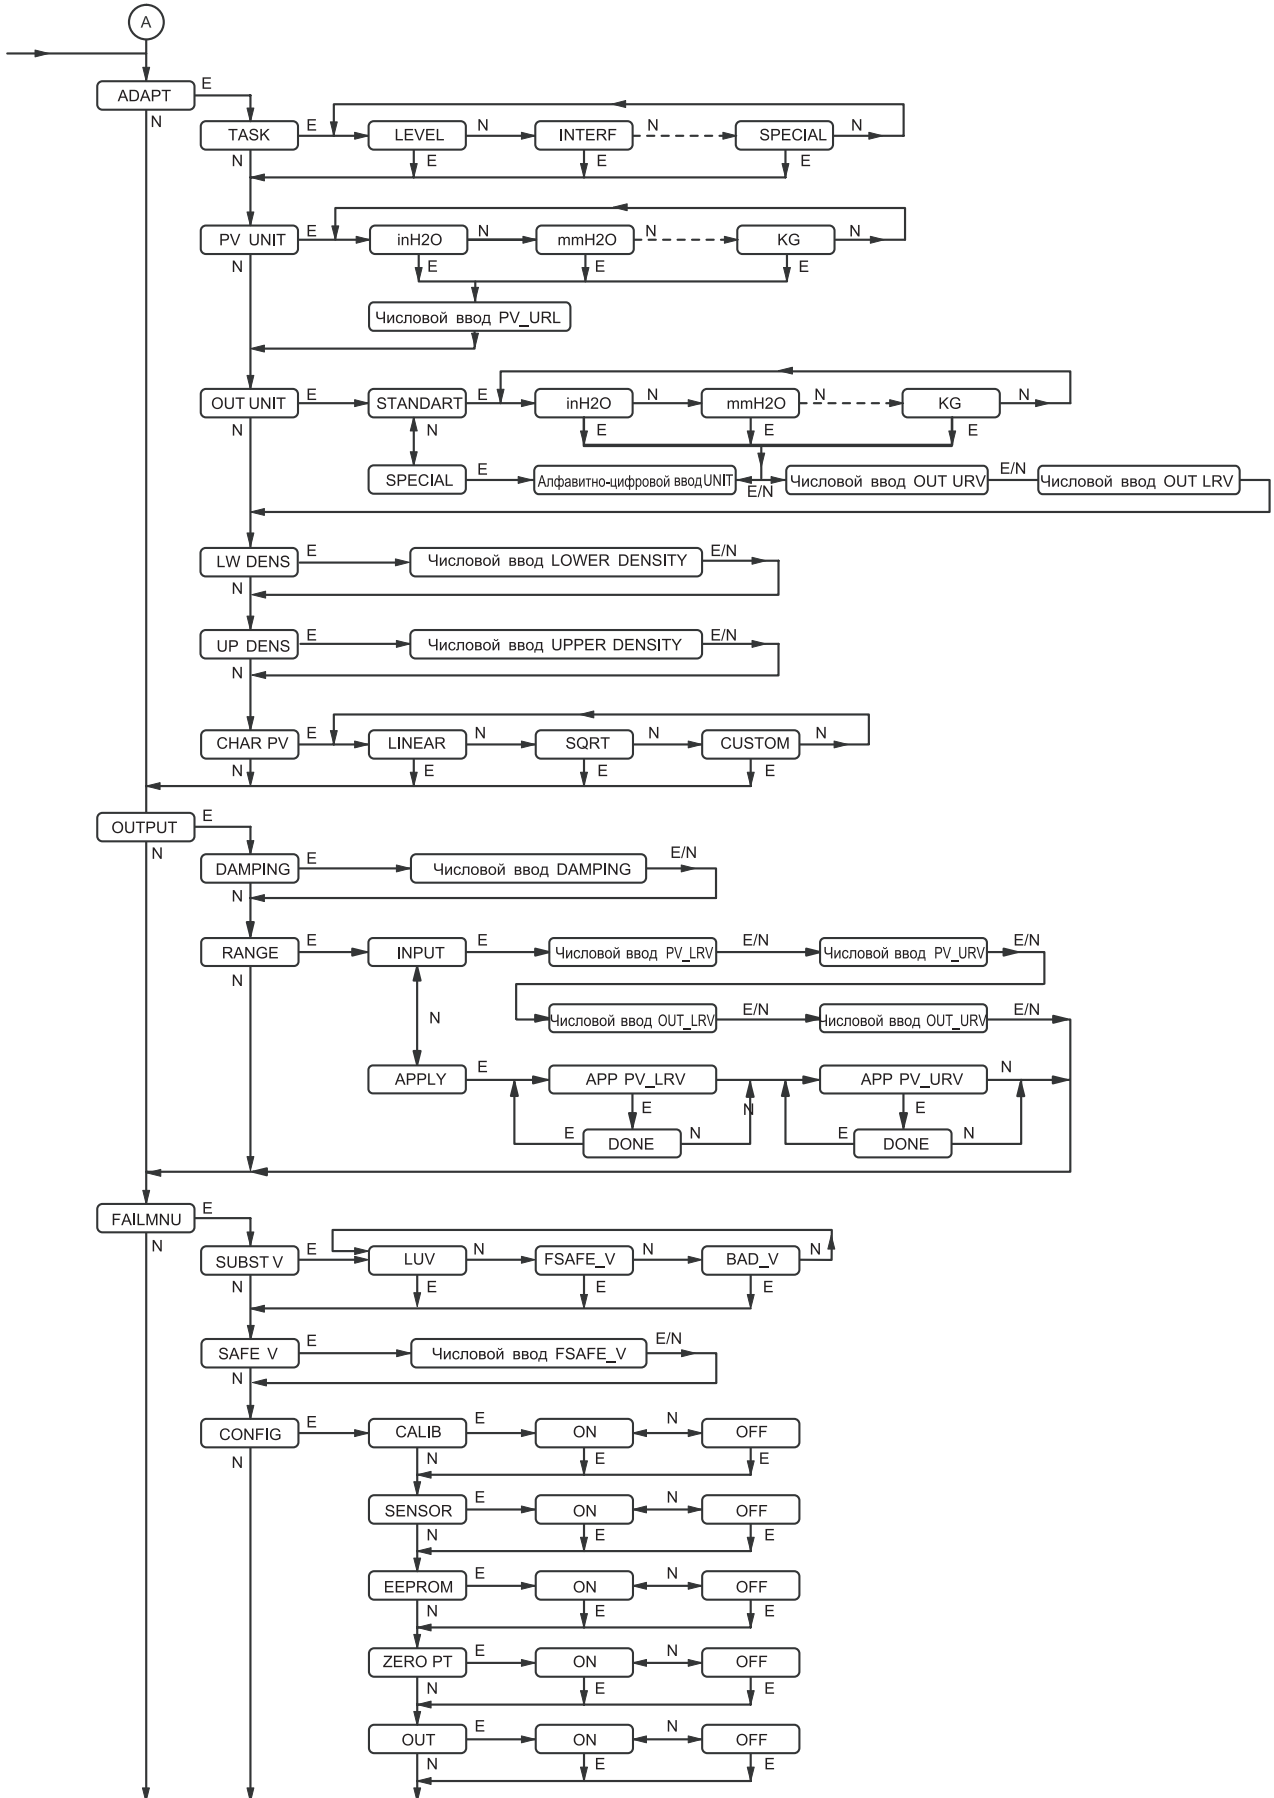 A
ADAPT E
N
TASK E LEVEL N INTERF N SPECIAL N
N E E E
PV UNIT E inH2O N mmH2O N KG N
N E E E
Числовой ввод PV_URL
OUT UNIT E STANDART E inH2O N mmH2O N KG N
N N E E E
SPECIAL E Алфавитно-цифровой ввод UNIT E/N Числовой ввод OUT URV E/N Числовой ввод OUT LRV
LW DENS E Числовой ввод LOWER DENSITY E/N
N
UP DENS E Числовой ввод UPPER DENSITY E/N
N
CHAR PV E LINEAR N SQRT N CUSTOM N
N E E E
OUTPUT E
N
DAMPING E Числовой ввод DAMPING E/N
N
RANGE E INPUT E Числовой ввод PV_LRV E/N Числовой ввод PV_URV E/N
N
N Числовой ввод OUT_LRV E/N Числовой ввод OUT_URV E/N
APPLY E APP PV_LRV N APP PV_URV N
E E
E DONE N E DONE N
FAILMNU E
N
SUBST V E LUV N FSAFE_V N BAD_V N
N E E E
SAFE V E Числовой ввод FSAFE_V E/N
N
CONFIG E CALIB E ON N OFF
N N E E
SENSOR E ON N OFF
N E E
EEPROM E ON N OFF
N E E
ZERO PT E ON N OFF
N E E
OUT E ON N OFF
N E E